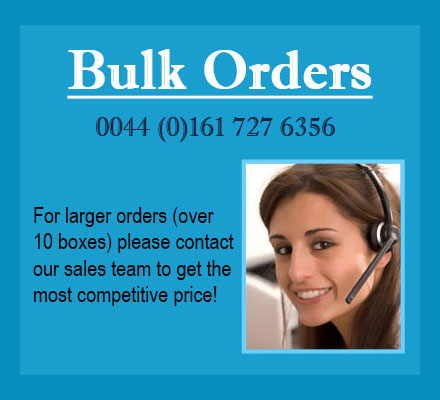 Bulk Orders
0044 (0)161 727 6356
For larger orders (over
10 boxes) please contact
our sales team to get the
most competitive price!